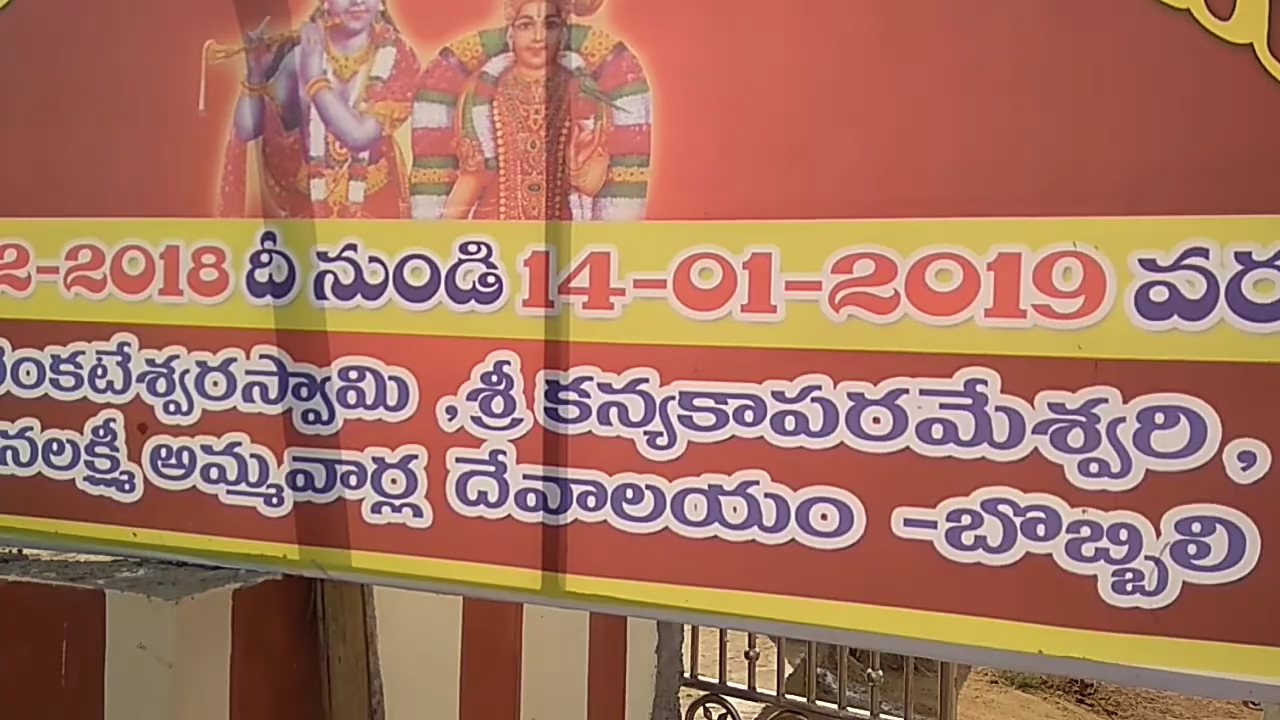 2-2018 దీ నుండి 14-01-2019 వర
వెంకటేశ్వరస్వామి ,శ్రీ కన్యకాపరమేశ్వరి,
నలక్ష్మీ అమ్మవార్ల దేవాలయం -బొబ్బిలి